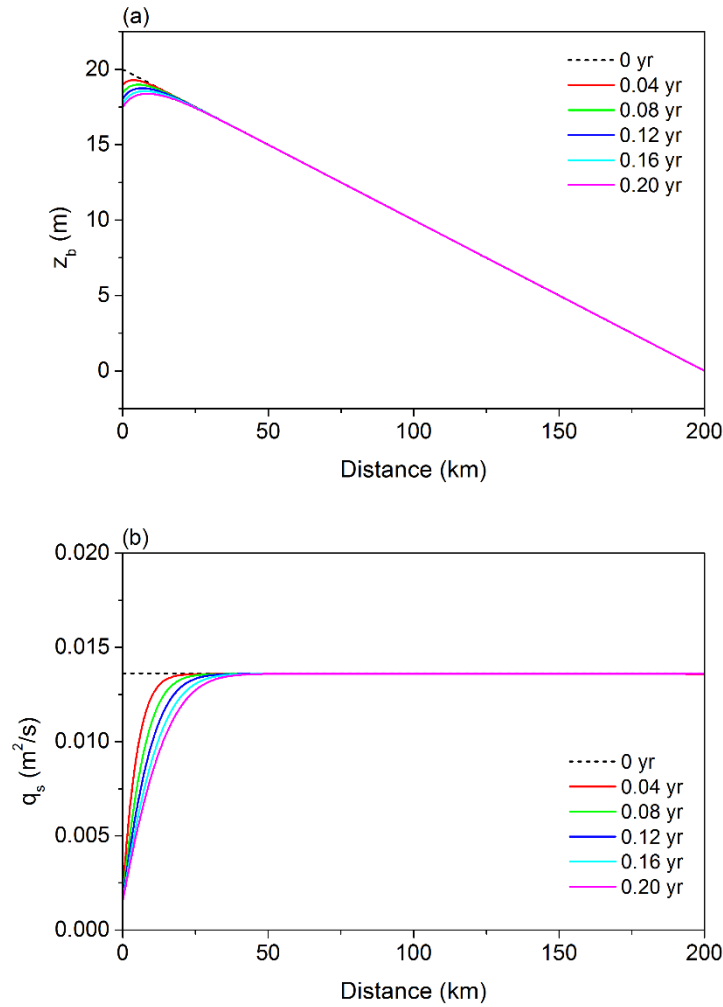 (a)
20
15
10
5
0
z_b (m)
0 yr
0.04 yr
0.08 yr
0.12 yr
0.16 yr
0.20 yr
0 50 100 150 200
Distance (km)
(b)
0.020
0.015
0.010
0.005
0.000
q_s (m²/s)
0 yr
0.04 yr
0.08 yr
0.12 yr
0.16 yr
0.20 yr
0 50 100 150 200
Distance (km)